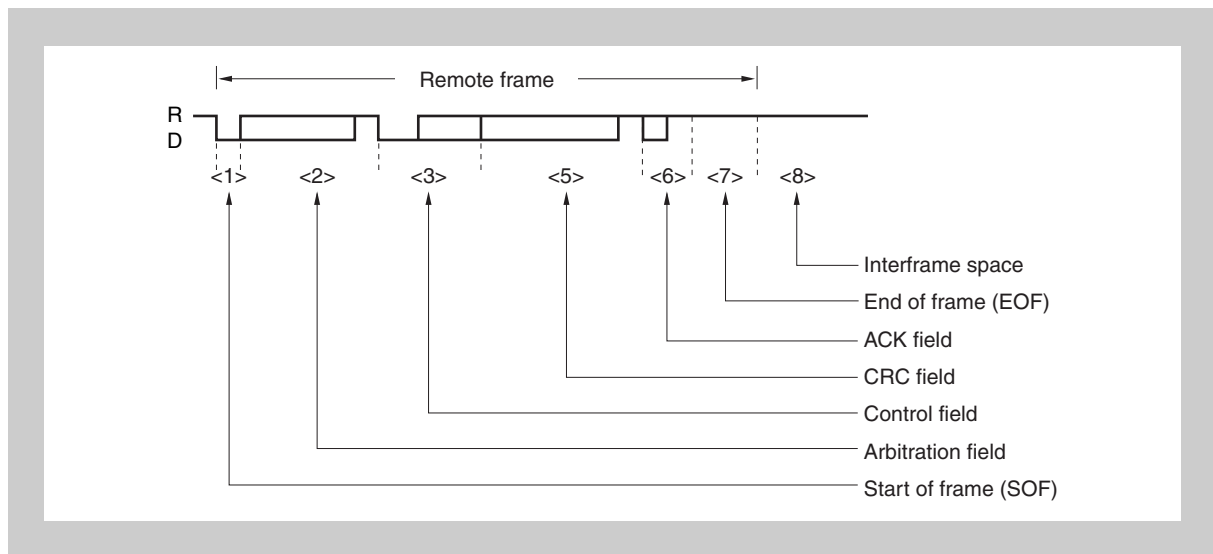 Remote frame
R
D
<1> <2> <3> <5> <6> <7> <8>
Interframe space
End of frame (EOF)
ACK field
CRC field
Control field
Arbitration field
Start of frame (SOF)